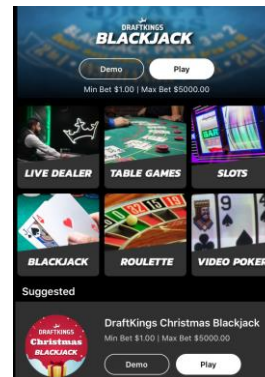 DRAFTKINGS
BLACKJACK
Demo
Play
Min Bet $1.00 | Max Bet $5000.00
LIVE DEALER
TABLE GAMES
SLOTS
BLACKJACK
ROULETTE
VIDEO POKER
Suggested
DRAFTKINGS
Christmas
BLACKJACK
DraftKings Christmas Blackjack
Min Bet $1.00 | Max Bet $5000.00
Demo
Play